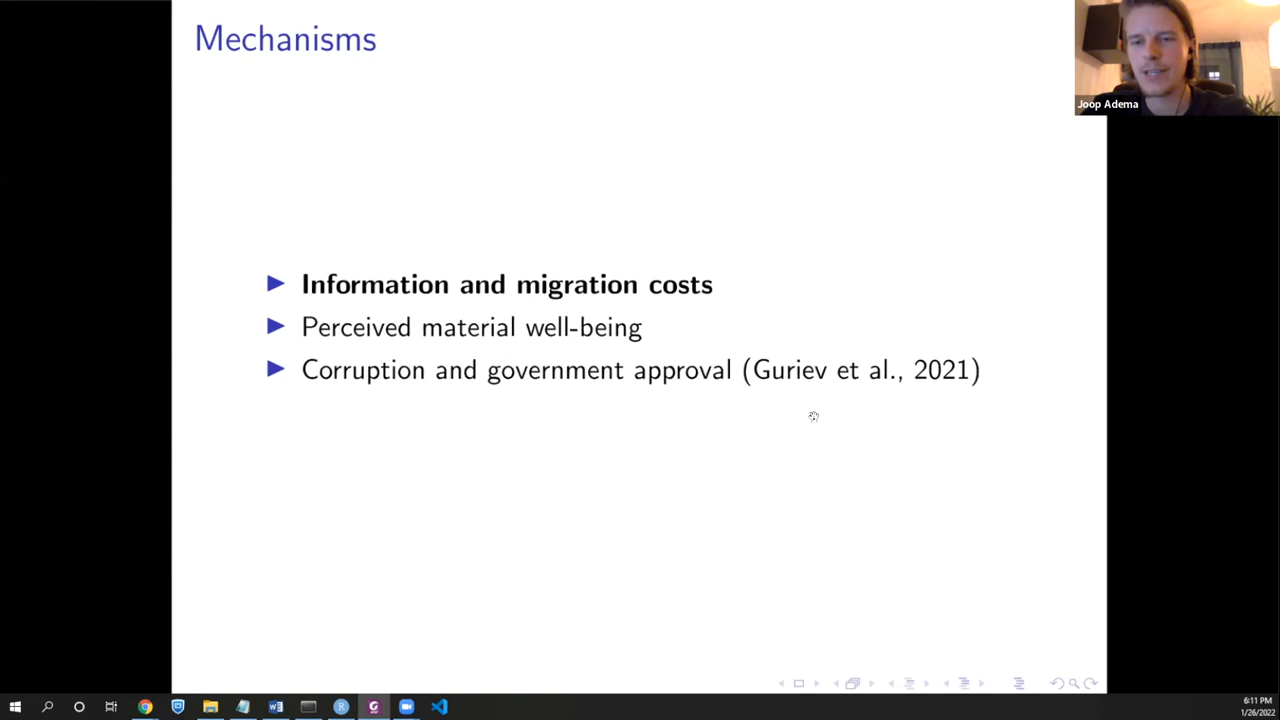 Mechanisms
Joop Adema
Information and migration costs
Perceived material well-being
Corruption and government approval (Guriev et al., 2021)
6:11 PM
1/26/2022